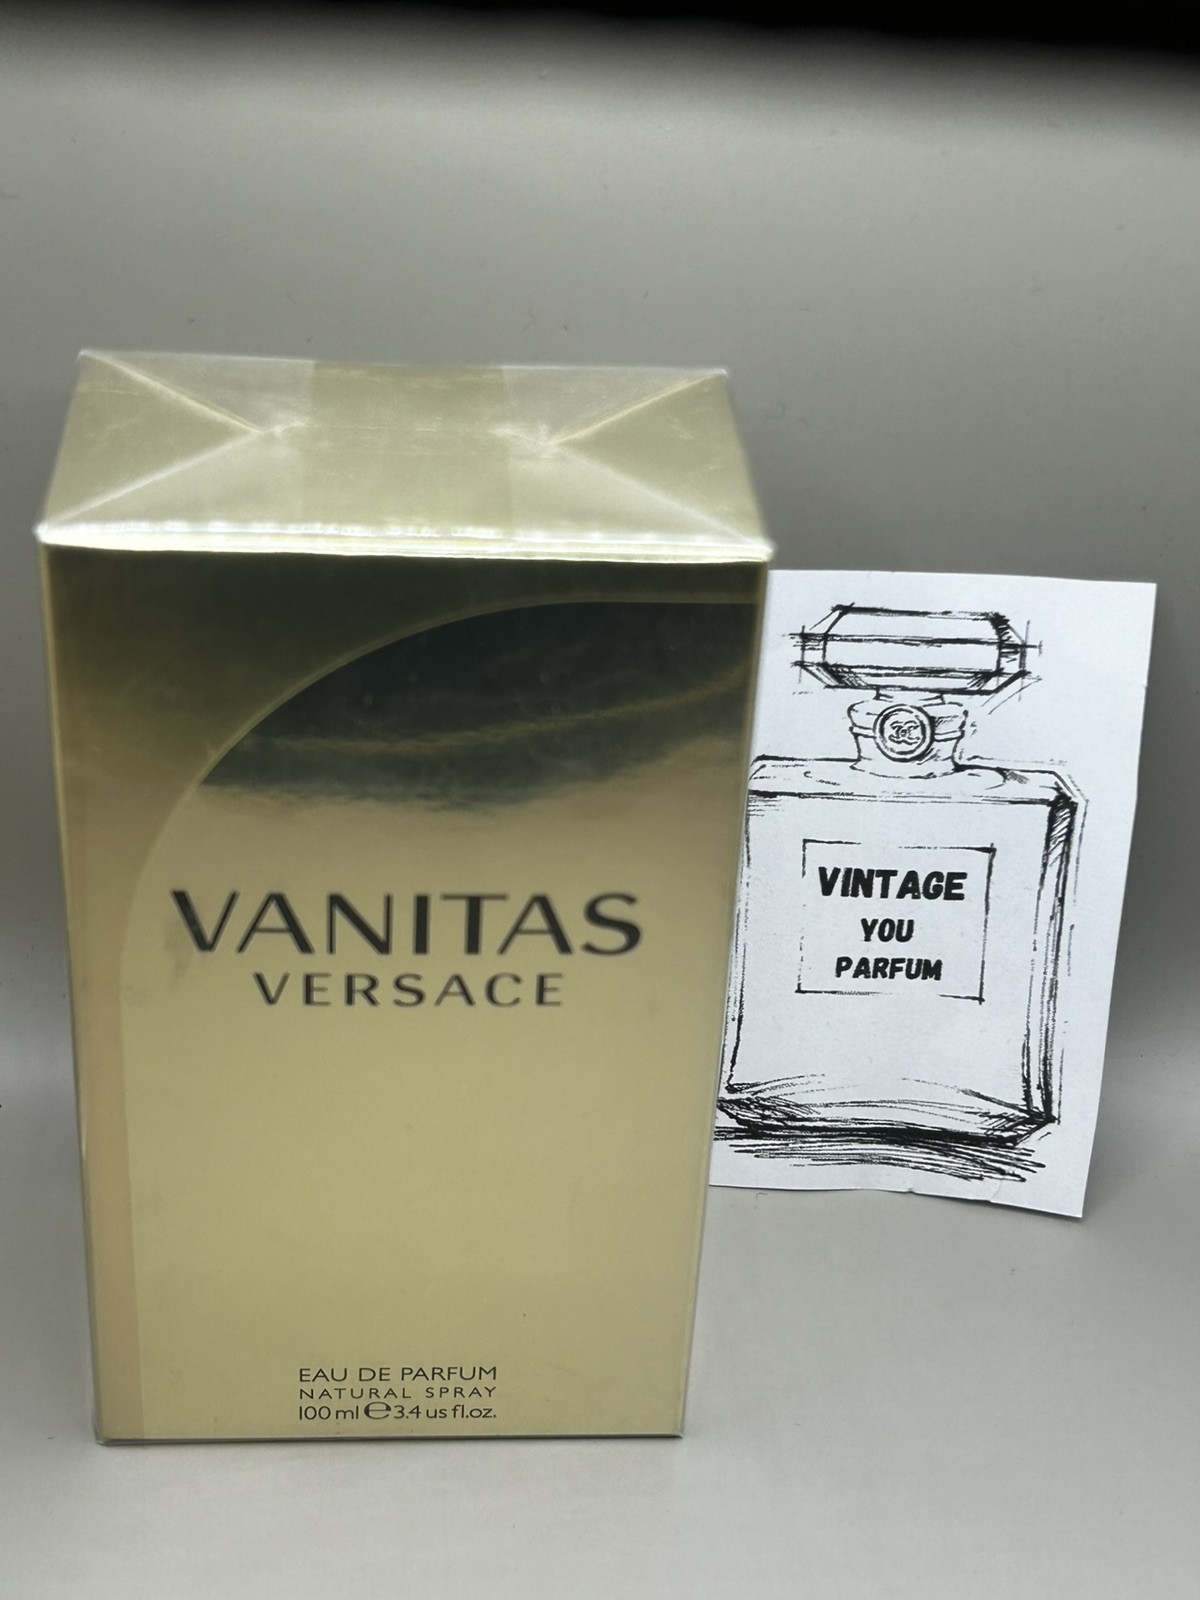 VANITAS
VERSACE
EAU DE PARFUM
NATURAL SPRAY
100 ml ℮ 3.4 us fl.oz.
VINTAGE
YOU
PARFUM